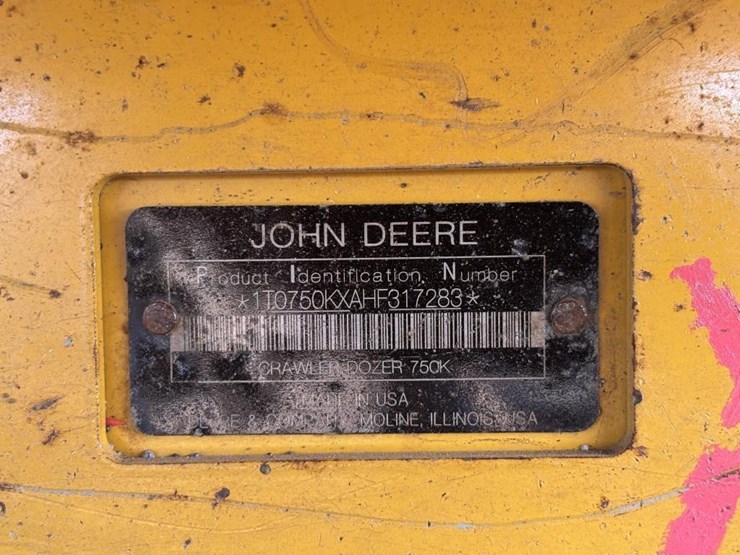 JOHN DEERE
Product Identification Number
*1T0750KXAHF317283*
CRAWLER DOZER 750K
MADE IN USA
& MOLINE, ILLINOIS USA